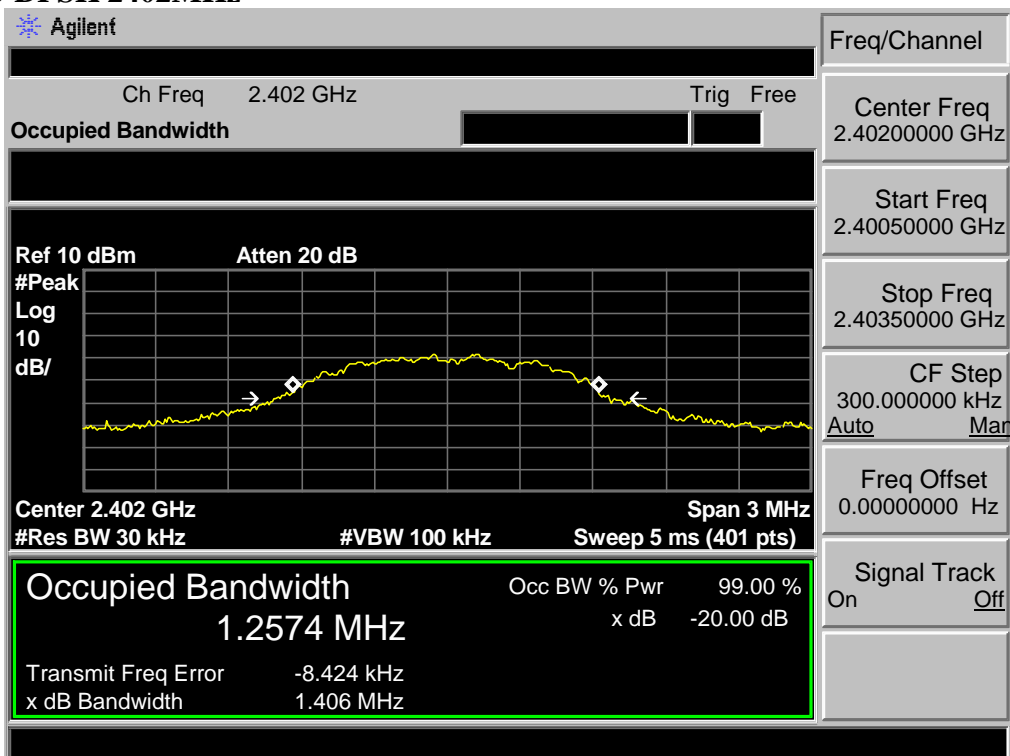 DPSK 2402MHz
Agilent
Freq/Channel
Ch Freq 2.402 GHz Trig Free
Occupied Bandwidth
Center Freq
2.40200000 GHz
Start Freq
2.40050000 GHz
Ref 10 dBm Atten 20 dB
#Peak
Log
10
dB/
Stop Freq
2.40350000 GHz
CF Step
300.000000 kHz
Auto Man
Freq Offset
0.00000000 Hz
Center 2.402 GHz Span 3 MHz
#Res BW 30 kHz #VBW 100 kHz Sweep 5 ms (401 pts)
Signal Track
On Off
Occupied Bandwidth Occ BW % Pwr 99.00 %
1.2574 MHz x dB -20.00 dB
Transmit Freq Error -8.424 kHz
x dB Bandwidth 1.406 MHz